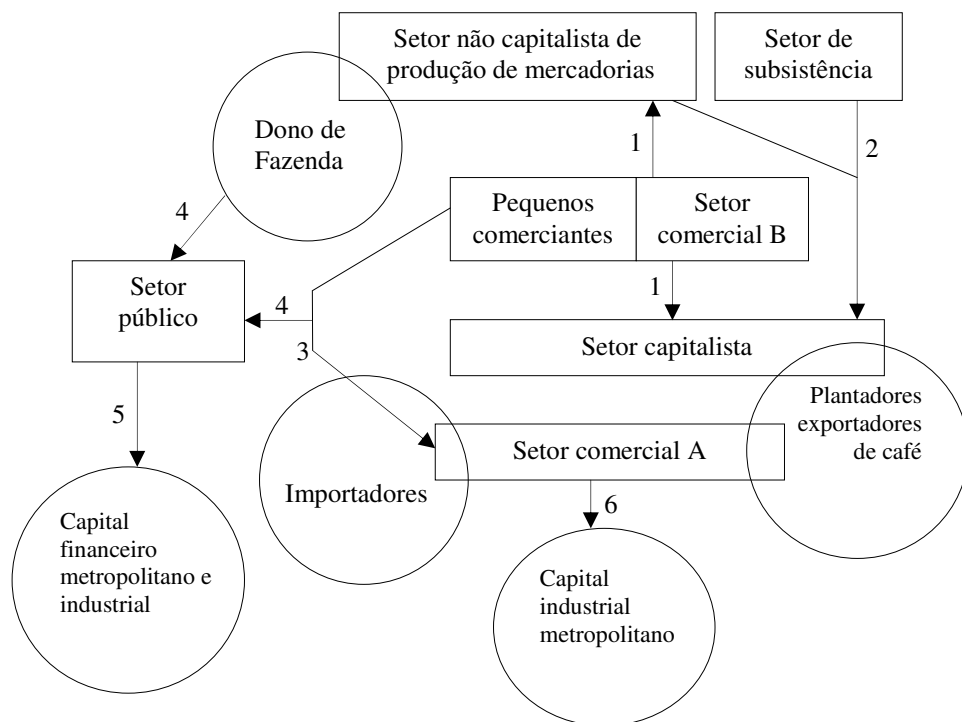 Setor não capitalista de
produção de mercadorias
Setor de
subsistência
Dono de
Fazenda
1
2
4
Pequenos
comerciantes
Setor
comercial B
Setor
público
4
1
3
Setor capitalista
5
Plantadores
exportadores
de café
Importadores
Setor comercial A
6
Capital
financeiro
metropolitano e
industrial
Capital
industrial
metropolitano